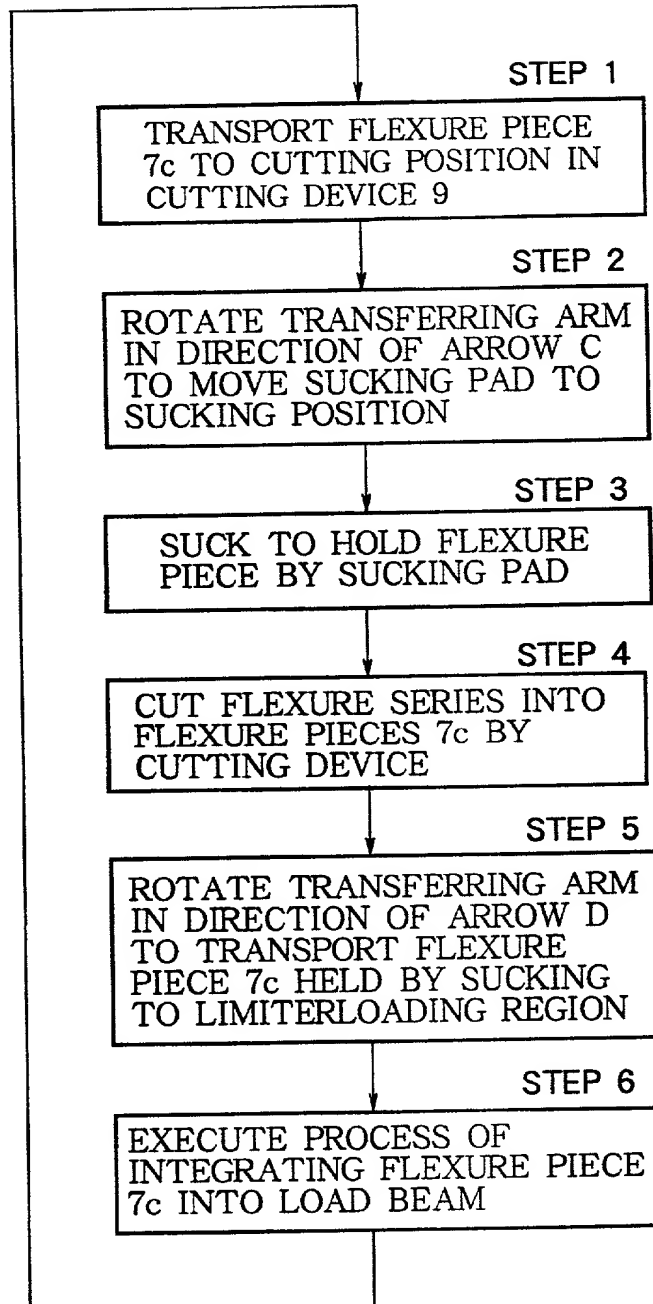 STEP 1
TRANSPORT FLEXURE PIECE
7c TO CUTTING POSITION IN
CUTTING DEVICE 9
STEP 2
ROTATE TRANSFERRING ARM
IN DIRECTION OF ARROW C
TO MOVE SUCKING PAD TO
SUCKING POSITION
STEP 3
SUCK TO HOLD FLEXURE
PIECE BY SUCKING PAD
STEP 4
CUT FLEXURE SERIES INTO
FLEXURE PIECES 7c BY
CUTTING DEVICE
STEP 5
ROTATE TRANSFERRING ARM
IN DIRECTION OF ARROW D
TO TRANSPORT FLEXURE
PIECE 7c HELD BY SUCKING
TO LIMITERLOADING REGION
STEP 6
EXECUTE PROCESS OF
INTEGRATING FLEXURE PIECE
7c INTO LOAD BEAM